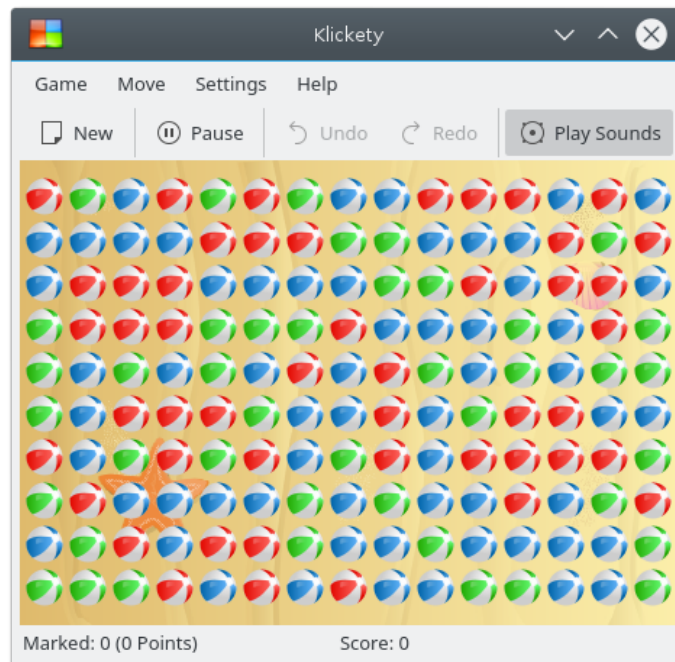 Klickety
Game Move Settings Help
New Pause Undo Redo Play Sounds
Marked: 0 (0 Points) Score: 0